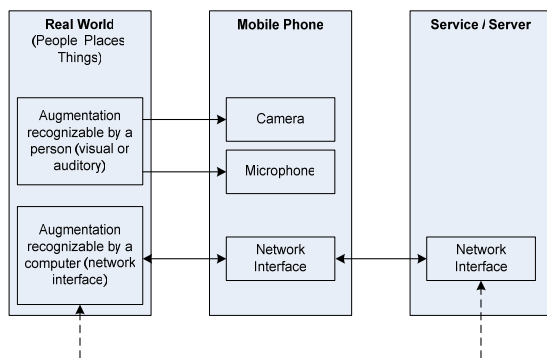 Real World
(People Places
Things)
Augmentation
recognizable by a
person (visual or
auditory)
Augmentation
recognizable by a
computer (network
interface)
Mobile Phone
Camera
Microphone
Network
Interface
Service / Server
Network
Interface